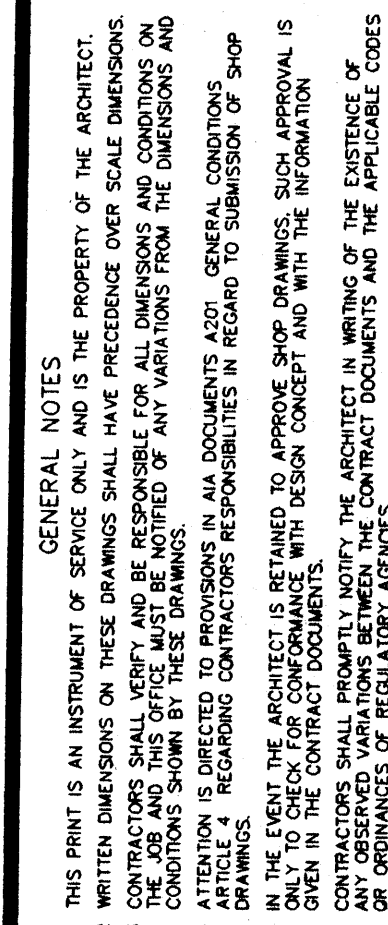 GENERAL NOTES
THIS PRINT IS AN INSTRUMENT OF SERVICE ONLY AND IS THE PROPERTY OF THE ARCHITECT.
WRITTEN DIMENSIONS ON THESE DRAWINGS SHALL HAVE PRECEDENCE OVER SCALE DIMENSIONS.
CONTRACTORS SHALL VERIFY AND BE RESPONSIBLE FOR ALL DIMENSIONS AND CONDITIONS ON
THE JOB AND THIS OFFICE MUST BE NOTIFIED OF ANY VARIATIONS FROM THE DIMENSIONS AND
CONDITIONS SHOWN BY THESE DRAWINGS.
ATTENTION IS DIRECTED TO PROVISIONS IN AIA DOCUMENTS A201 GENERAL CONDITIONS
ARTICLE 4 REGARDING CONTRACTORS RESPONSIBILITIES IN REGARD TO SUBMISSION OF SHOP
DRAWINGS.
IN THE EVENT THE ARCHITECT IS RETAINED TO APPROVE SHOP DRAWINGS, SUCH APPROVAL IS
ONLY TO CHECK FOR CONFORMANCE WITH DESIGN CONCEPT AND WITH THE INFORMATION
GIVEN IN THE CONTRACT DOCUMENTS.
CONTRACTORS SHALL PROMPTLY NOTIFY THE ARCHITECT IN WRITING OF THE EXISTENCE OF
ANY OBSERVED VARIATIONS BETWEEN THE CONTRACT DOCUMENTS AND THE APPLICABLE CODES
OR ORDINANCES OF REGULATORY AGENCIES